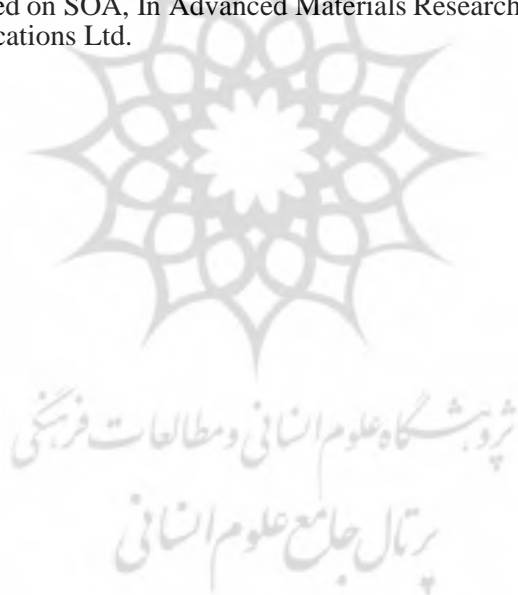 ed on SOA, In Advanced Materials Research
cations Ltd.
پژوهشگاه علوم انسانی و مطالعات فرهنگی
پرتال جامع علوم انسانی